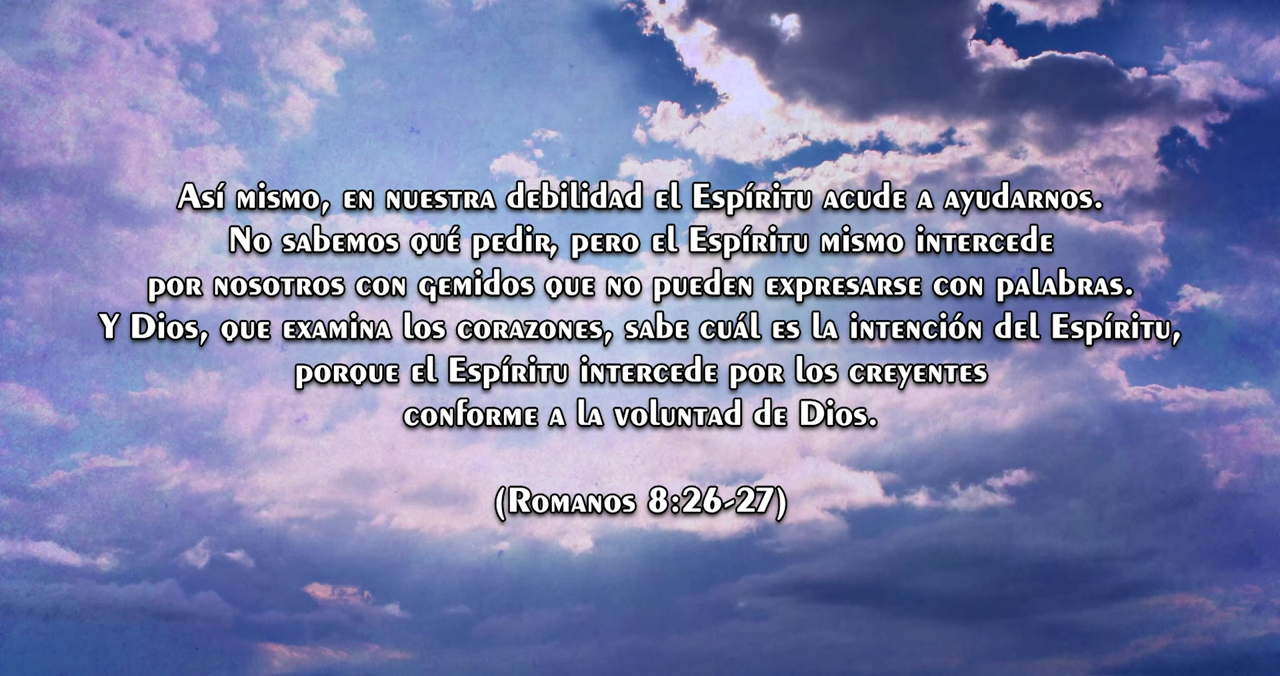 Así mismo, en nuestra debilidad el Espíritu acude a ayudarnos.
No sabemos qué pedir, pero el Espíritu mismo intercede
por nosotros con gemidos que no pueden expresarse con palabras.
Y Dios, que examina los corazones, sabe cuál es la intención del Espíritu,
porque el Espíritu intercede por los creyentes
conforme a la voluntad de Dios.
(Romanos 8:26-27)